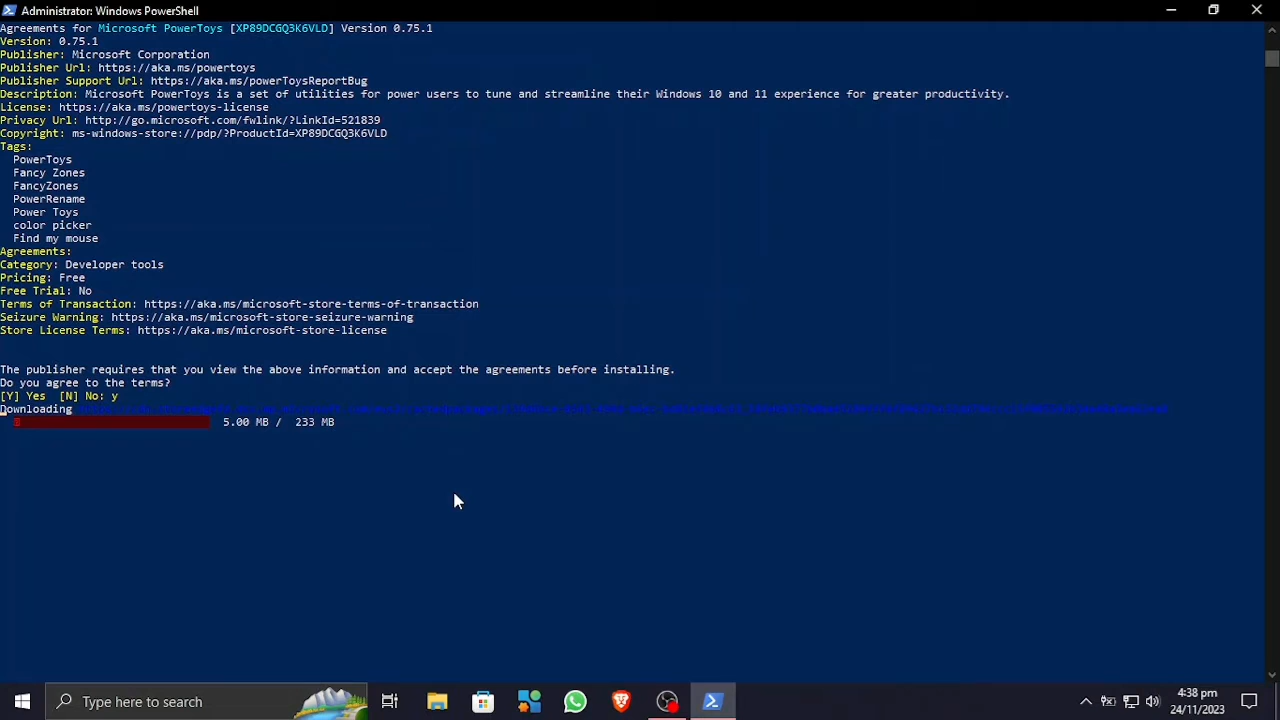 Administrator: Windows PowerShell
Agreements for Microsoft PowerToys [XP89DCGQ3K6VLD] Version 0.75.1
Version: 0.75.1
Publisher: Microsoft Corporation
Publisher Url: https://aka.ms/powertoys
Publisher Support Url: https://aka.ms/powerToysReportBug
Description: Microsoft PowerToys is a set of utilities for power users to tune and streamline their Windows 10 and 11 experience for greater productivity.
License: https://aka.ms/powertoys-license
Privacy Url: http://go.microsoft.com/fwlink/?LinkId=521839
Copyright: ms-windows-store://pdp/?ProductId=XP89DCGQ3K6VLD
Tags:
PowerToys
Fancy Zones
FancyZones
PowerRename
Power Toys
color picker
Find my mouse
Agreements:
Category: Developer tools
Pricing: Free
Free Trial: No
Terms of Transaction: https://aka.ms/microsoft-store-terms-of-transaction
Seizure Warning: https://aka.ms/microsoft-store-seizure-warning
Store License Terms: https://aka.ms/microsoft-store-license
The publisher requires that you view the above information and accept the agreements before installing.
Do you agree to the terms?
[Y] Yes [N] No: y
Downloading
5.00 MB / 233 MB
Type here to search
4:38 pm
24/11/2023